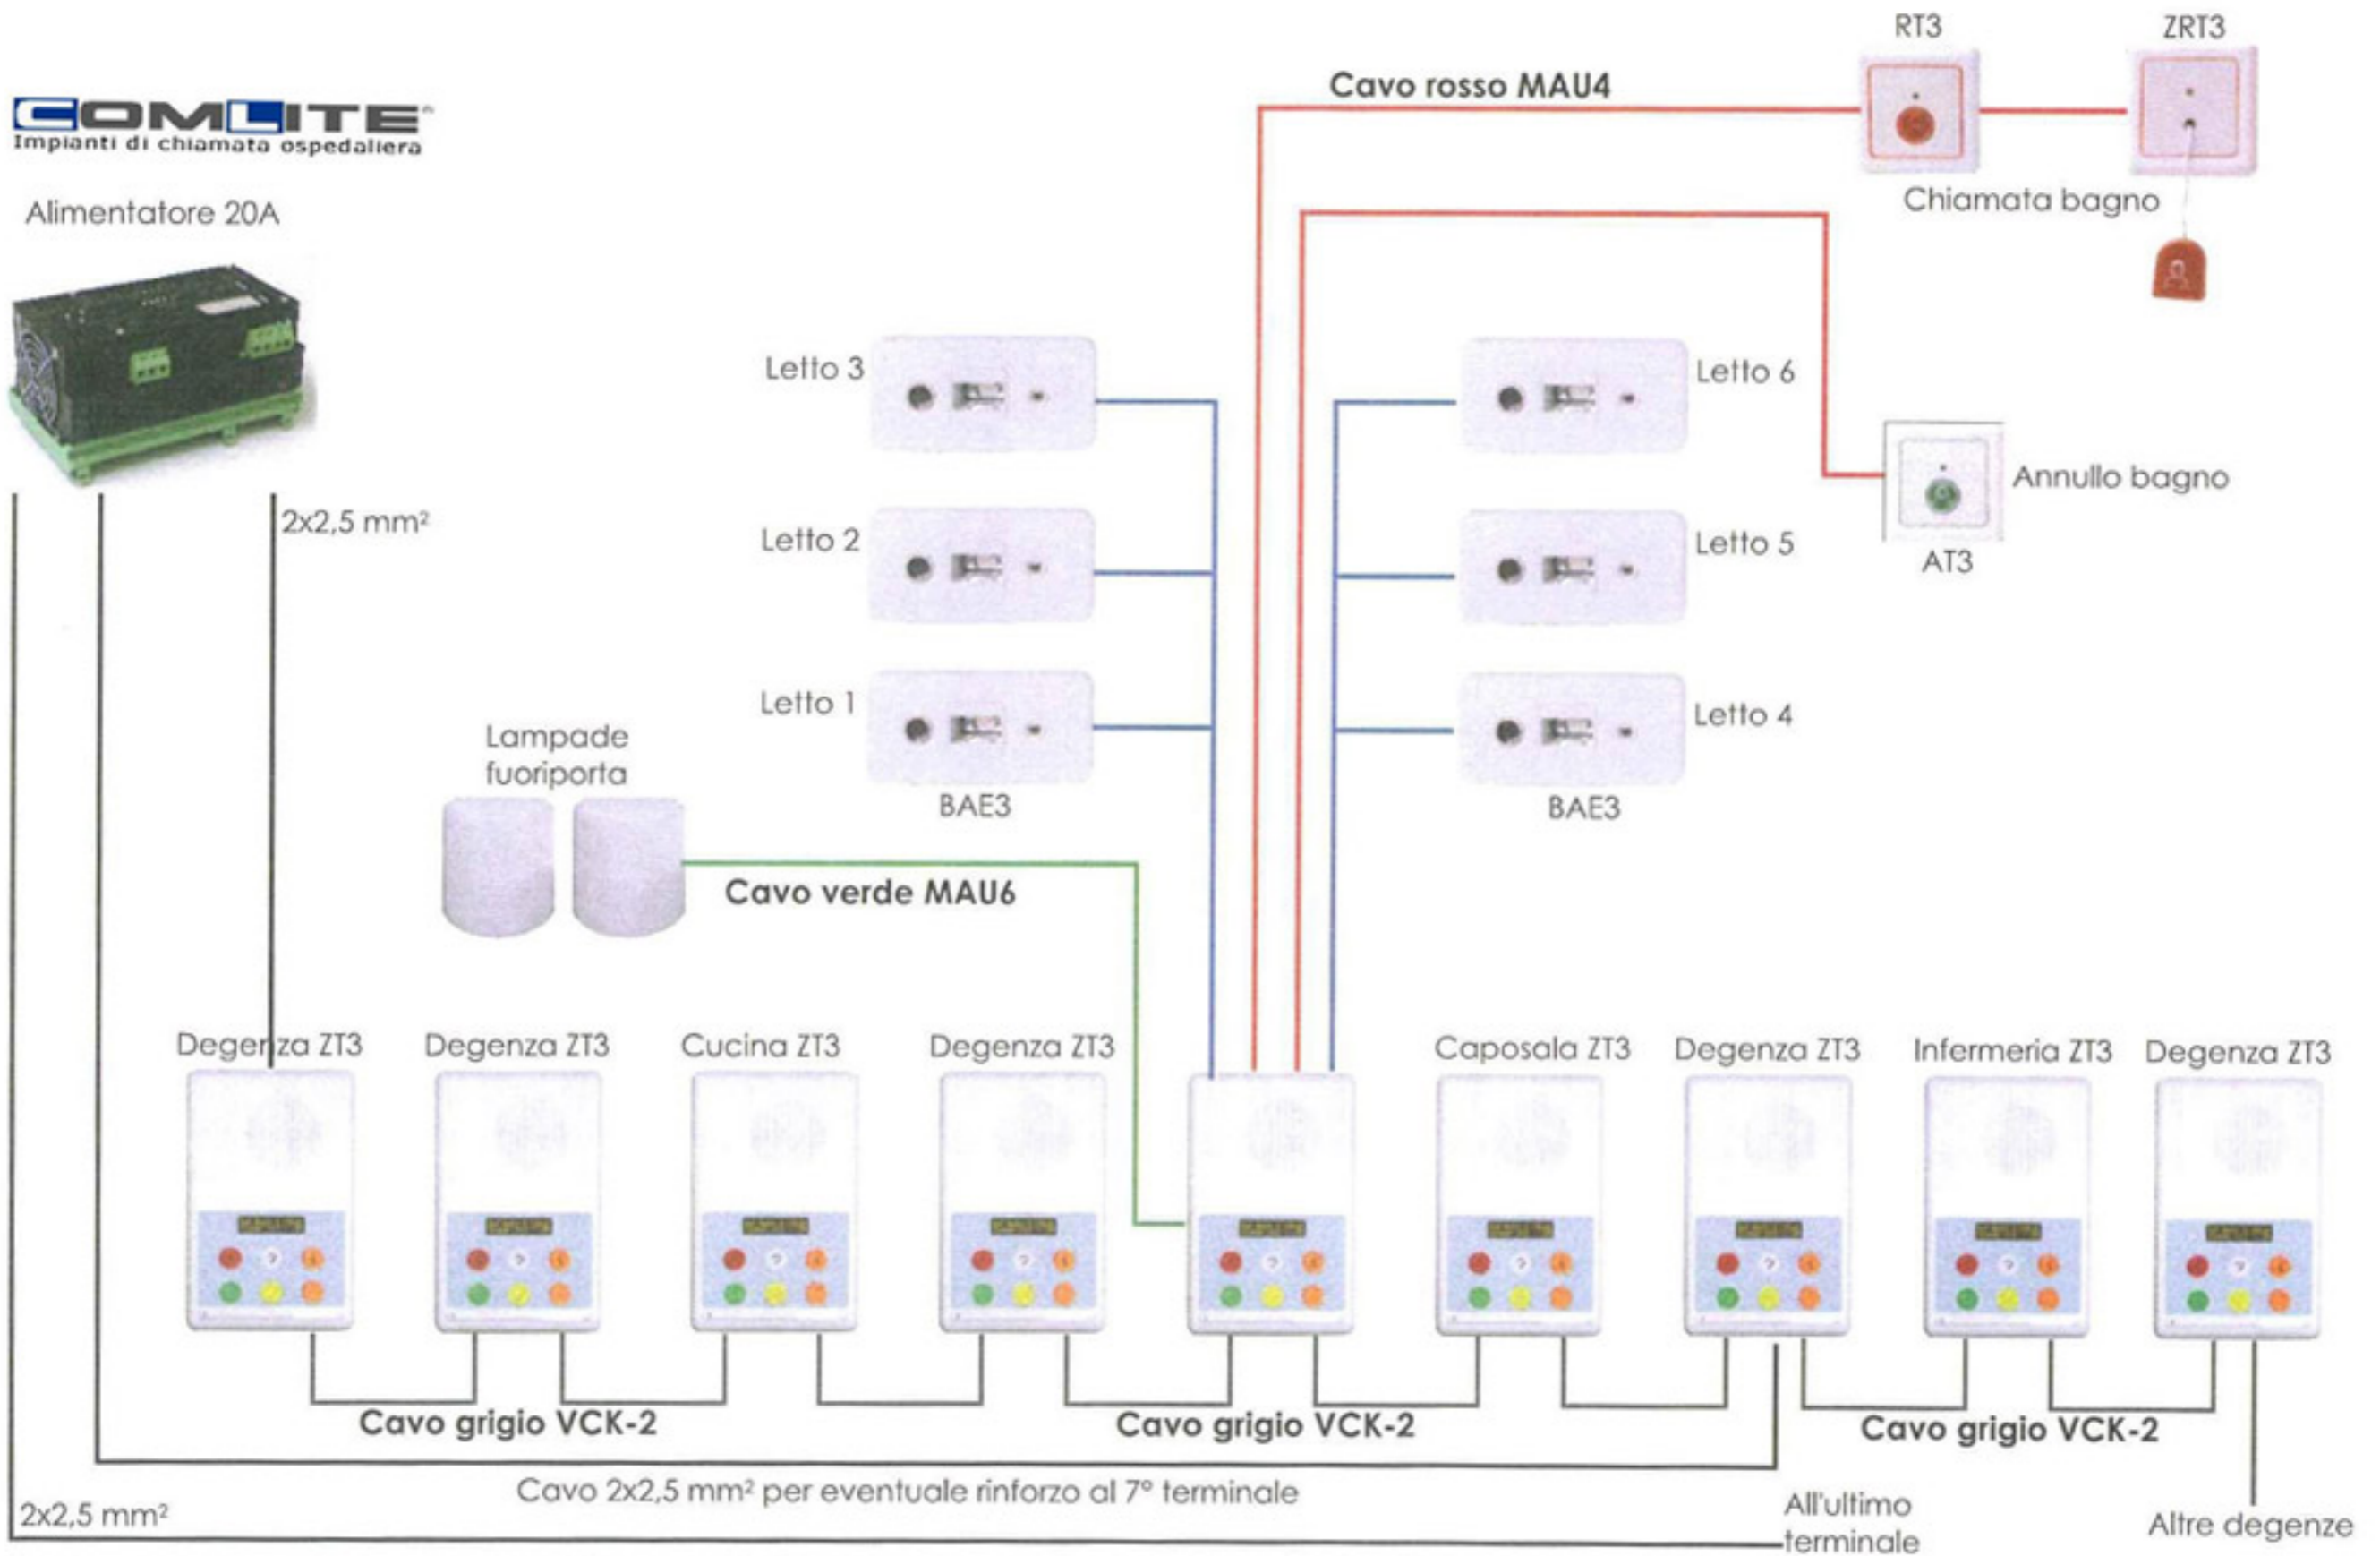 COMLITE
Impianti di chiamata ospedaliera
Alimentatore 20A
2x2,5 mm²
RT3
ZRT3
Cavo rosso MAU4
Chiamata bagno
Letto 3
Letto 6
Letto 2
Letto 5
Annullo bagno
AT3
Letto 1
Letto 4
BAE3
BAE3
Lampade
fuoriporta
Cavo verde MAU6
Degenza ZT3
Degenza ZT3
Cucina ZT3
Degenza ZT3
Caposala ZT3
Degenza ZT3
Infermeria ZT3
Degenza ZT3
Cavo grigio VCK-2
Cavo grigio VCK-2
Cavo grigio VCK-2
Cavo 2x2,5 mm² per eventuale rinforzo al 7° terminale
2x2,5 mm²
All'ultimo
terminale
Altre degenze